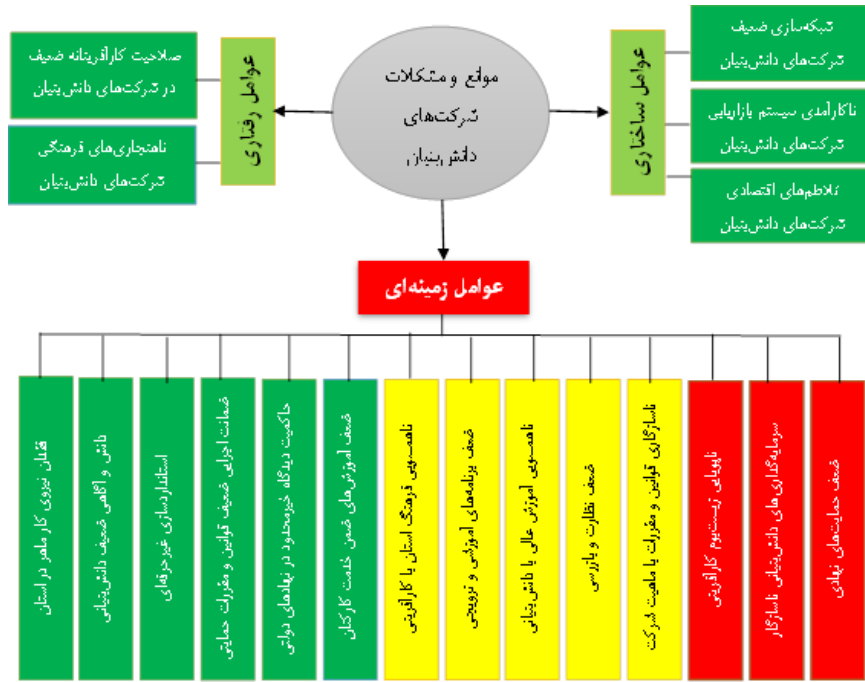 موانع و مشکلات
شرکت‌های
دانش‌بنیان
عوامل ساختاری
شبکه‌سازی ضعیف
شرکت‌های دانش‌بنیان
ناکارآمدی سیستم بازاریابی
شرکت‌های دانش‌بنیان
تلاطم‌های اقتصادی
شرکت‌های دانش‌بنیان
عوامل رفتاری
صلاحیت کارآفرینانه ضعیف
در شرکت‌های دانش‌بنیان
ناهنجاری‌های فرهنگی
شرکت‌های دانش‌بنیان
عوامل زمینه‌ای
ضعف حمایت‌های نهادی
سرمایه‌گذاری‌های دانش‌بنیانی ناسازگار
ناپویایی زیست‌بوم کارآفرینی
ناسازگاری قوانین و مقررات با ماهیت شرکت
ضعف نظارت و بازرسی
ناهمسویی آموزش عالی با دانش‌بنیانی
ضعف برنامه‌های آموزشی و ترویجی
ناهمسویی فرهنگ استان با کارآفرینی
ضعف آموزش‌های ضمن خدمت کارکنان
حاکمیت دیدگاه خیرمحدود در نهادهای دولتی
ضمانت اجرایی ضعیف قوانین و مقررات حمایتی
استانداردسازی غیرحرفه‌ای
دانش و آگاهی ضعیف دانش‌بنیانی
فقدان نیروی کار ماهر در استان